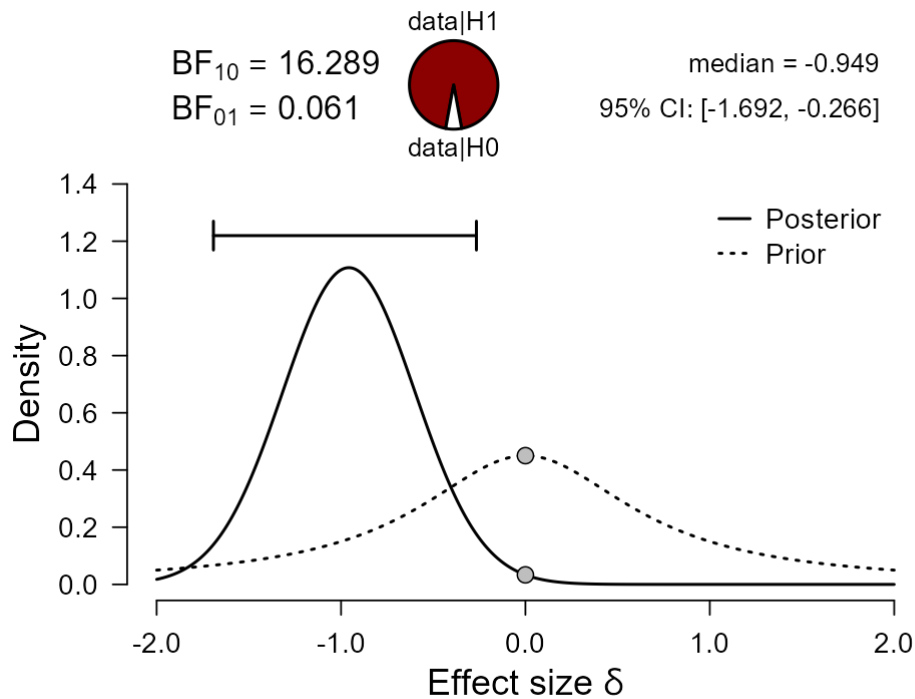 data|H1
BF₁₀ = 16.289
BF₀₁ = 0.061
data|H0
median = -0.949
95% CI: [-1.692, -0.266]
Posterior
Prior
Density
1.4
1.2
1.0
0.8
0.6
0.4
0.2
0.0
-2.0 -1.0 0.0 1.0 2.0
Effect size δ